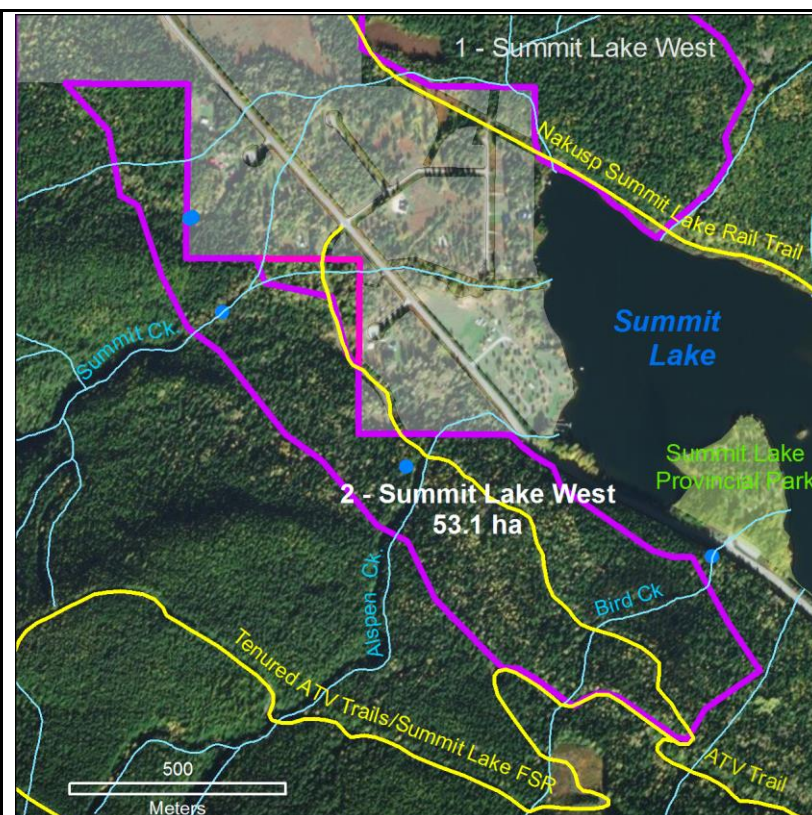 1 - Summit Lake West
Nakusp Summit Lake Rail Trail
Summit
Lake
Summit Ck.
Summit Lake
Provincial Park
2 - Summit Lake West
53.1 ha
Alspen Ck.
Bird Ck
Tenured ATV Trails/Summit Lake FSR
ATV Trail
500
Meters